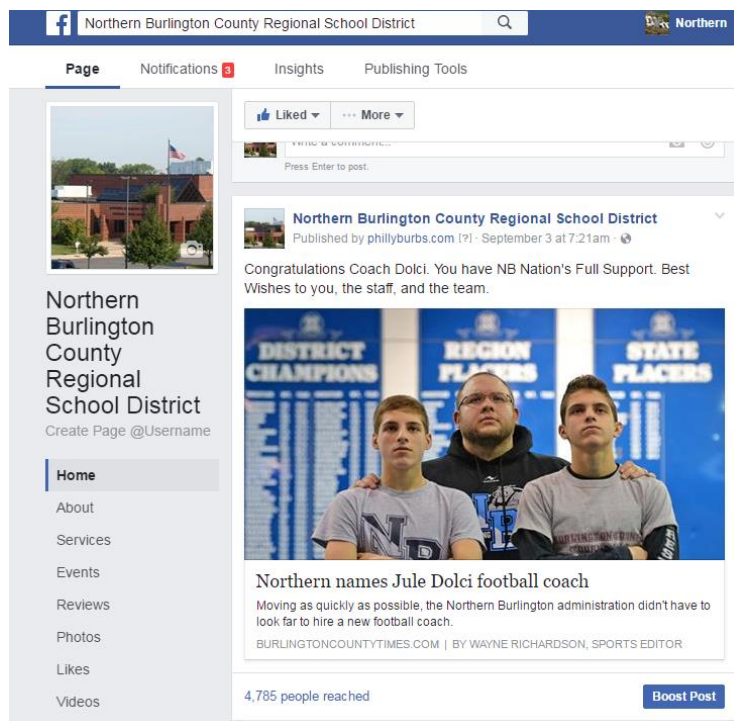 Northern Burlington County Regional School District
Northern
Page
Notifications 3
Insights
Publishing Tools
Liked
More
Press Enter to post.
Northern Burlington County Regional School District
Published by phillyburbs.com [?] · September 3 at 7:21am ·
Congratulations Coach Dolci. You have NB Nation's Full Support. Best
Wishes to you, the staff, and the team.
DISTRICT
CHAMPIONS
REGION
PLACERS
STATE
PLACERS
NB
Northern names Jule Dolci football coach
Moving as quickly as possible, the Northern Burlington administration didn't have to
look far to hire a new football coach.
BURLINGTONCOUNTYTIMES.COM | BY WAYNE RICHARDSON, SPORTS EDITOR
4,785 people reached
Boost Post
Northern
Burlington
County
Regional
School District
Create Page @Username
Home
About
Services
Events
Reviews
Photos
Likes
Videos